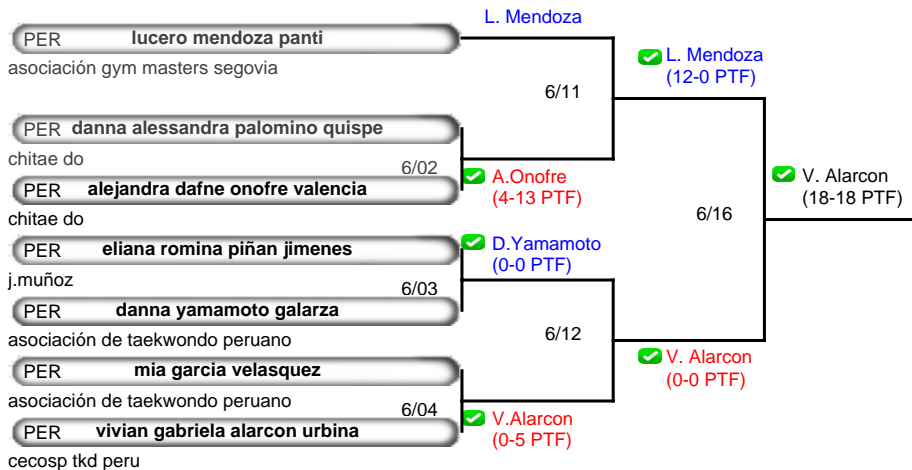 L. Mendoza
PER lucero mendoza panti
asociación gym masters segovia
L. Mendoza
(12-0 PTF)
6/11
PER danna alessandra palomino quispe
chitae do
6/02
PER alejandra dafne onofre valencia
chitae do
A.Onofre
(4-13 PTF)
V. Alarcon
(18-18 PTF)
6/16
PER eliana romina piñan jimenes
j.muñoz
D.Yamamoto
(0-0 PTF)
6/03
PER danna yamamoto galarza
asociación de taekwondo peruano
6/12
PER mia garcia velasquez
asociación de taekwondo peruano
V. Alarcon
(0-0 PTF)
6/04
PER vivian gabriela alarcon urbina
cecosp tkd peru
V.Alarcon
(0-5 PTF)